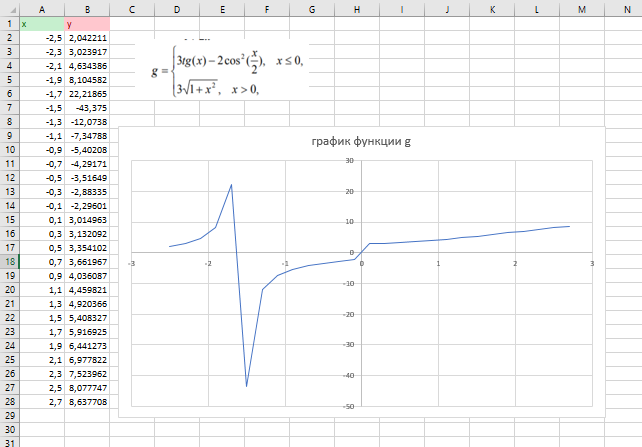 A B C D E F G H I J K L M N
1 x y
2 -2,5 2,042211
3 -2,3 3,023917
4 -2,1 4,634386
5 -1,9 8,104582
6 -1,7 22,21865
7 -1,5 -43,375
8 -1,3 -12,0738
9 -1,1 -7,34788
10 -0,9 -5,40208
11 -0,7 -4,29171
12 -0,5 -3,51649
13 -0,3 -2,88335
14 -0,1 -2,29601
15 0,1 3,014963
16 0,3 3,132092
17 0,5 3,354102
18 0,7 3,661967
19 0,9 4,036087
20 1,1 4,459821
21 1,3 4,920366
22 1,5 5,408327
23 1,7 5,916925
24 1,9 6,441273
25 2,1 6,977822
26 2,3 7,523962
27 2,5 8,077747
28 2,7 8,637708
29
30
31
g = { 3tg(x) – 2cos²(x/2), x ≤ 0,
3√1 + x², x > 0,
график функции g
30
20
10
0
-3 -2 -1 0 1 2 3
-10
-20
-30
-40
-50